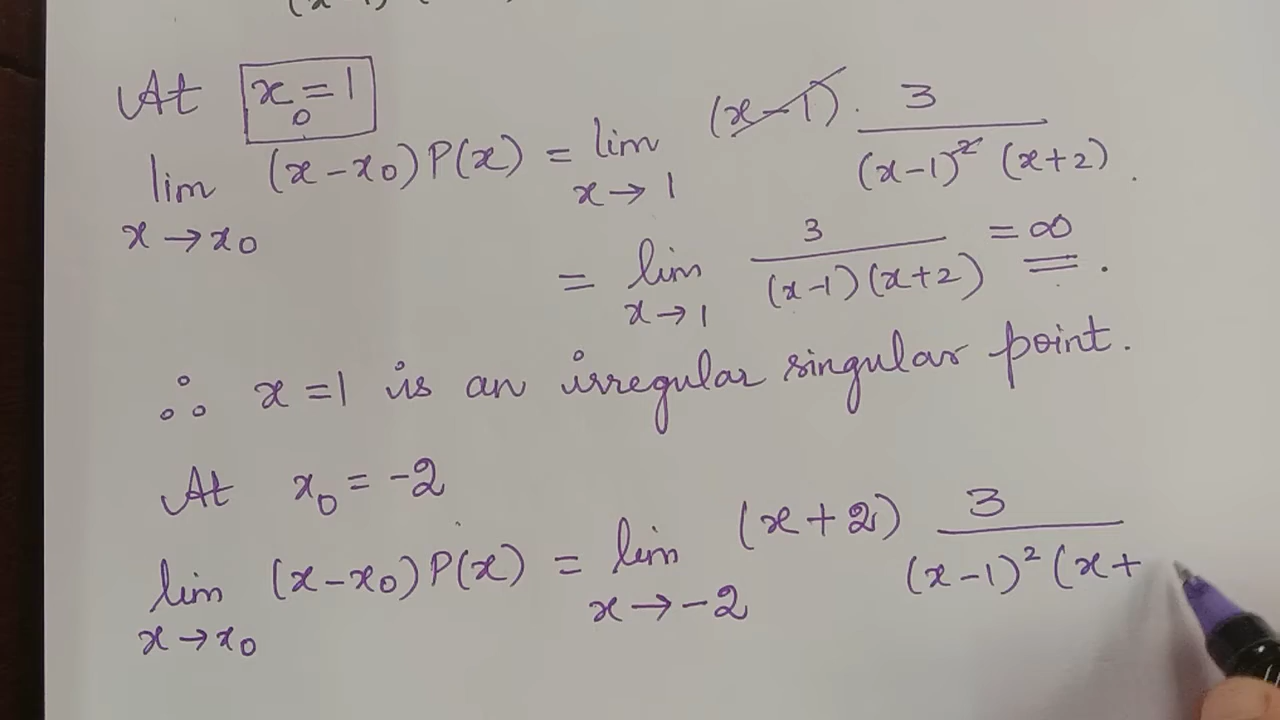 At x₀ = 1
lim x→x₀ (x-x₀) P(x) = lim x→1 (x-1) · 3/((x-1)² (x+2)) .
= lim x→1 3/((x-1)(x+2)) = ∞ .
∴ x = 1 is an irregular singular point.
At x₀ = -2
lim x→x₀ (x-x₀) P(x) = lim x→-2 (x+2) 3/((x-1)² (x+